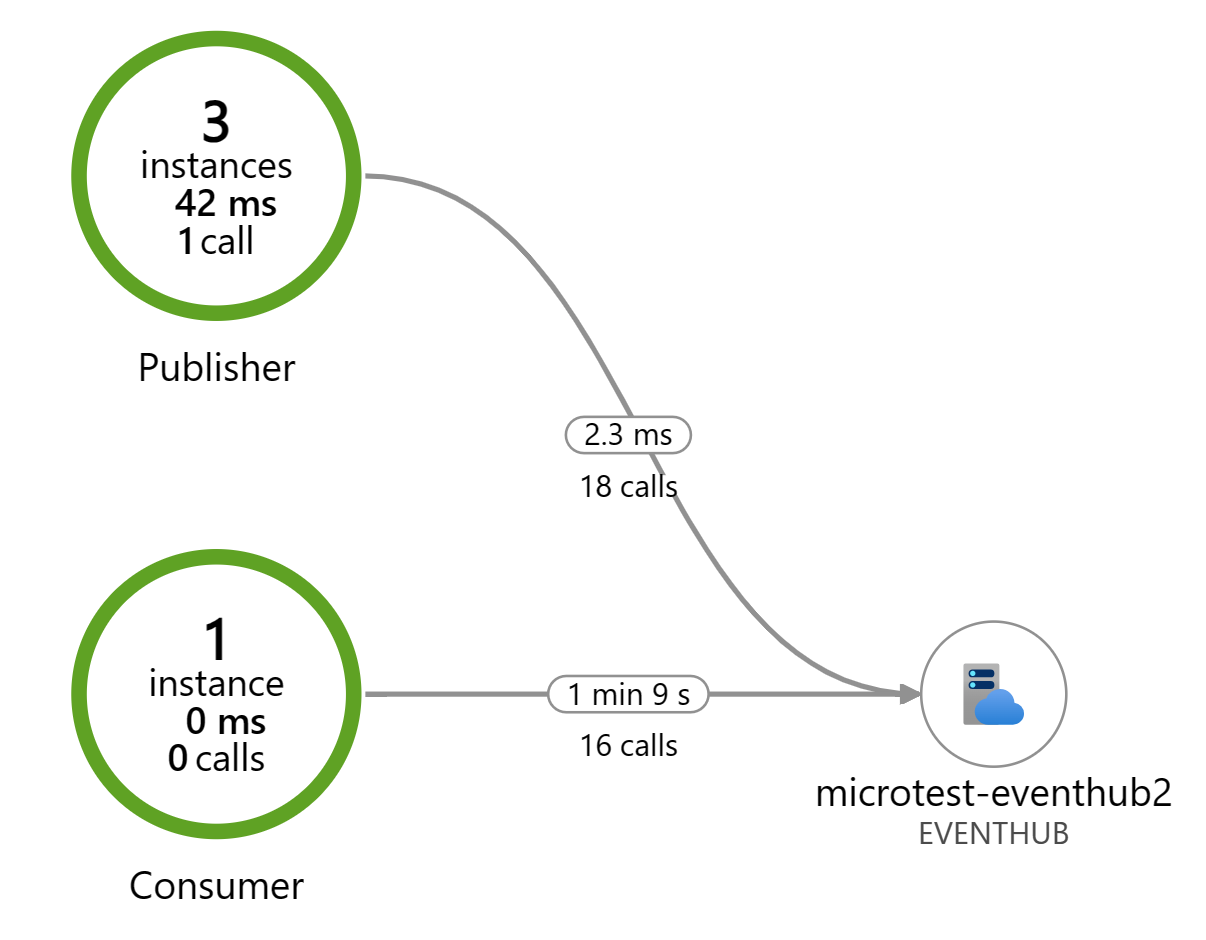 3
instances
42 ms
1 call
Publisher
2.3 ms
18 calls
1
instance
0 ms
0 calls
Consumer
1 min 9 s
16 calls
microtest-eventhub2
EVENTHUB